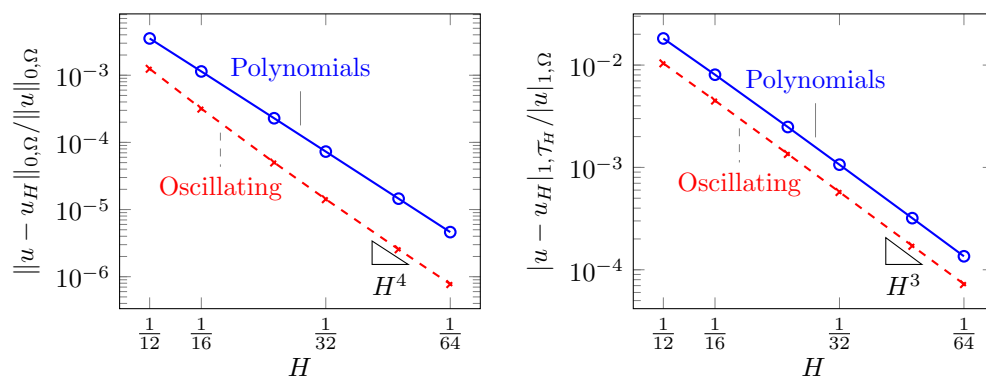 ‖u − u_H‖_{0,Ω}/‖u‖_{0,Ω}
10^{−3}
10^{−4}
10^{−5}
10^{−6}
Polynomials
Oscillating
H^4
1/12 1/16 1/32 1/64
H
|u − u_H|_{1,𝒯_H}/|u|_{1,Ω}
10^{−2}
10^{−3}
10^{−4}
Polynomials
Oscillating
H^3
1/12 1/16 1/32 1/64
H